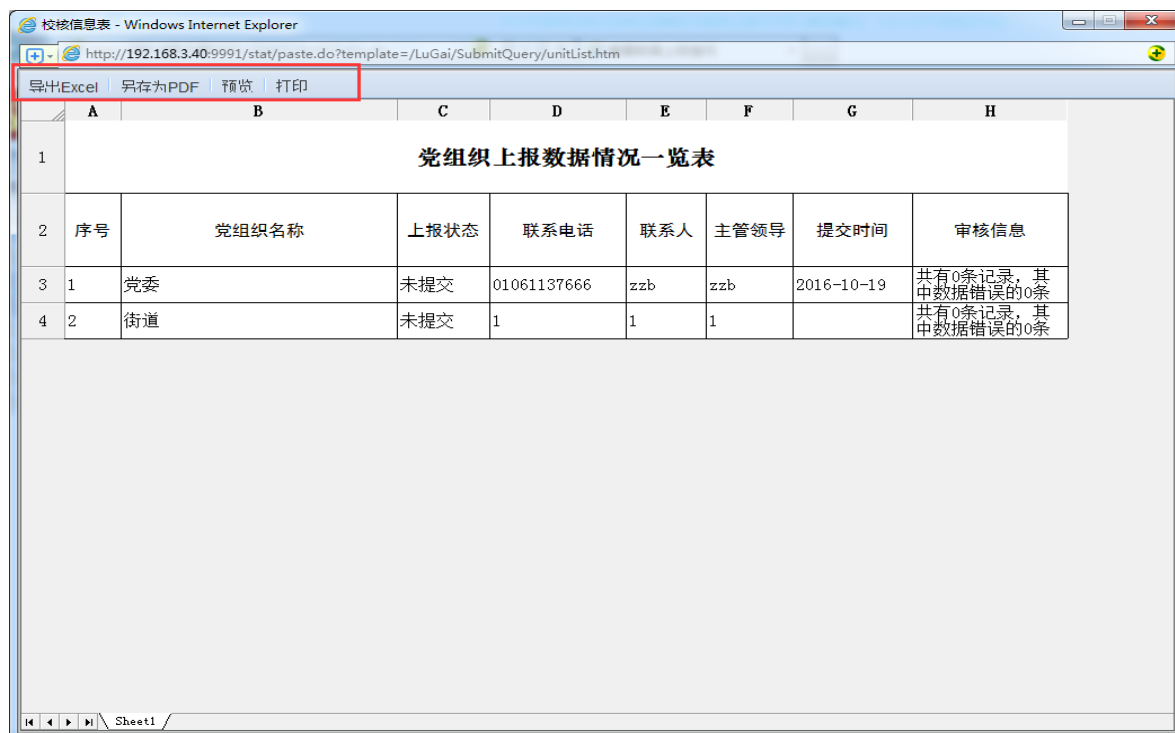 校核信息表 - Windows Internet Explorer
http://192.168.3.40:9991/stat/paste.do?template=/LuGai/SubmitQuery/unitList.htm
导出Excel 另存为PDF 预览 打印
A B C D E F G H
1 党组织上报数据情况一览表
2 序号 党组织名称 上报状态 联系电话 联系人 主管领导 提交时间 审核信息
3 1 党委 未提交 01061137666 zzb zzb 2016-10-19 共有0条记录，其
中数据错误的0条
4 2 街道 未提交 1 1 1 共有0条记录，其
中数据错误的0条
Sheet1